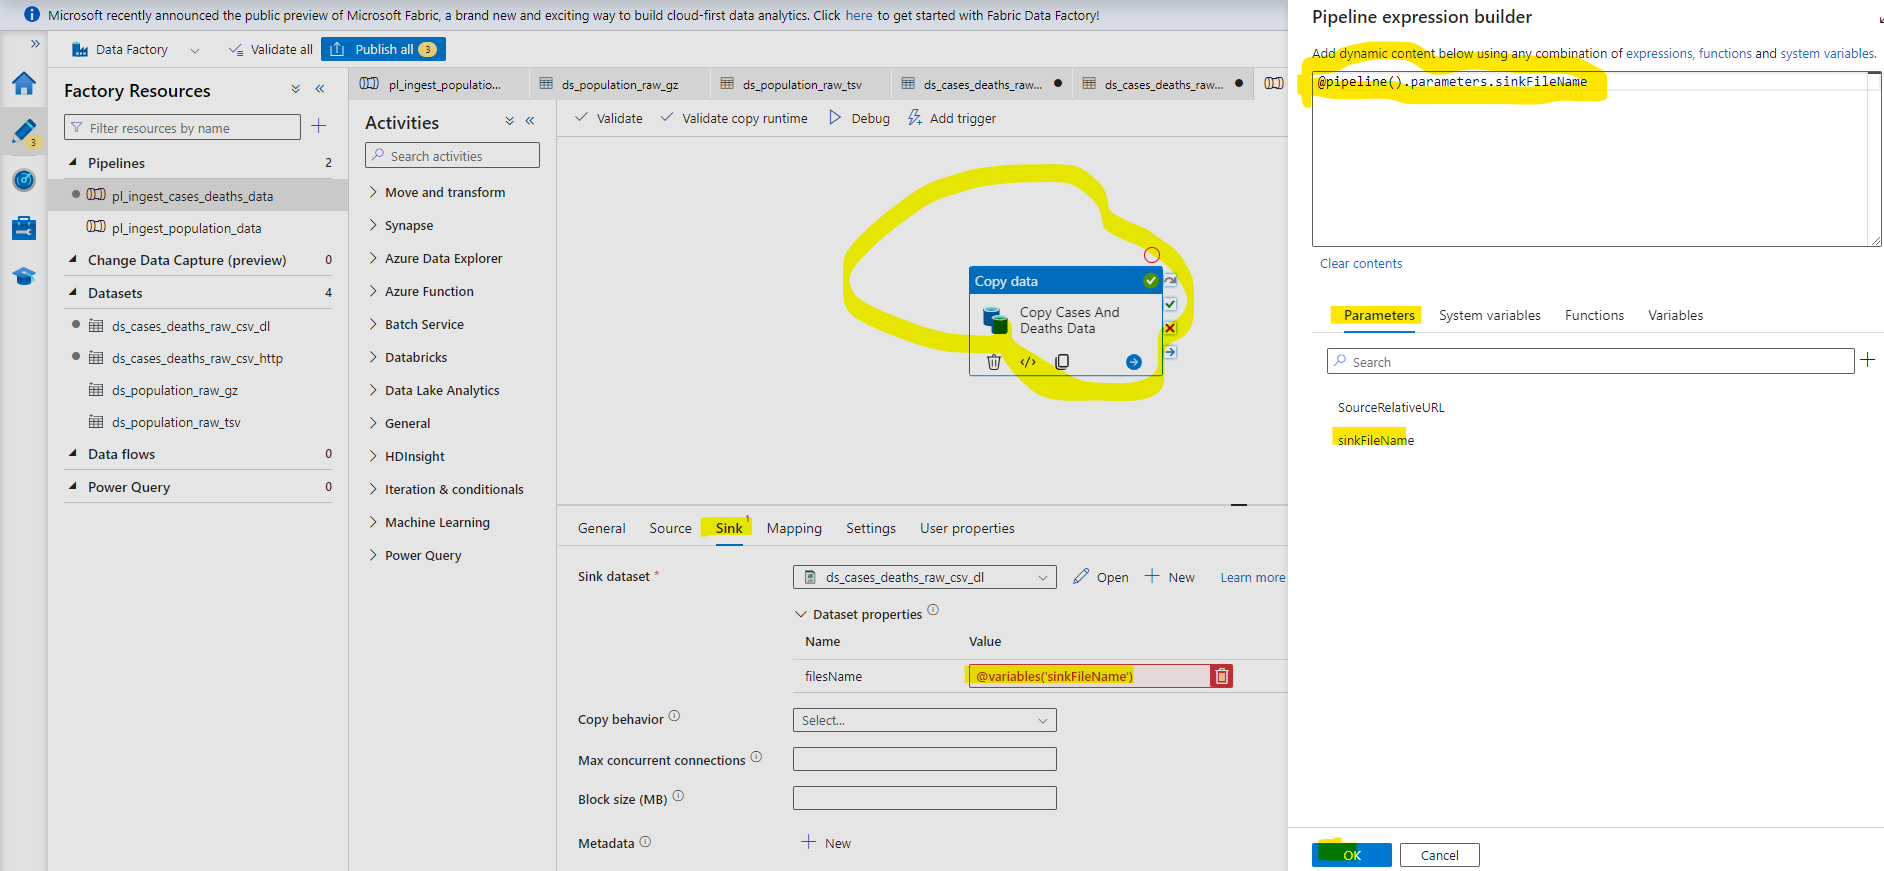 Microsoft recently announced the public preview of Microsoft Fabric, a brand new and exciting way to build cloud-first data analytics. Click here to get started with Fabric Data Factory!
Data Factory
Validate all
Publish all 3
3
Factory Resources
Filter resources by name
Pipelines 2
pl_ingest_cases_deaths_data
pl_ingest_population_data
Change Data Capture (preview) 0
Datasets 4
ds_cases_deaths_raw_csv_dl
ds_cases_deaths_raw_csv_http
ds_population_raw_gz
ds_population_raw_tsv
Data flows 0
Power Query 0
pl_ingest_populatio...
ds_population_raw_gz
ds_population_raw_tsv
ds_cases_deaths_raw...
ds_cases_deaths_raw...
Activities
Search activities
Move and transform
Synapse
Azure Data Explorer
Azure Function
Batch Service
Databricks
Data Lake Analytics
General
HDInsight
Iteration & conditionals
Machine Learning
Power Query
Validate
Validate copy runtime
Debug
Add trigger
Copy data
Copy Cases And
Deaths Data
General
Source
Sink 1
Mapping
Settings
User properties
Sink dataset *
ds_cases_deaths_raw_csv_dl
Open
New
Learn more
Dataset properties
Name Value
filesName @variables('sinkFileName')
Copy behavior
Select...
Max concurrent connections
Block size (MB)
Metadata
New
Pipeline expression builder
Add dynamic content below using any combination of expressions, functions and system variables.
@pipeline().parameters.sinkFileName
Clear contents
Parameters
System variables
Functions
Variables
Search
SourceRelativeURL
sinkFileName
OK
Cancel